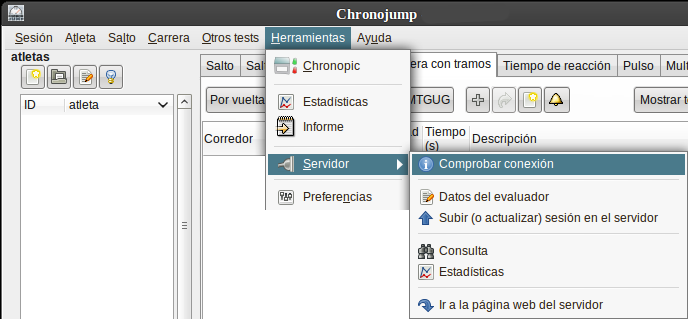 Chronojump
Sesión Atleta Salto Carrera Otros tests Herramientas Ayuda
atletas
ID atleta
Salto Sal era con tramos Tiempo de reacción Pulso Mult
Por vuelta MTGUG Mostrar t
Corredor d Tiempo (s) Descripción
Chronopic
Estadísticas
Informe
Servidor
Preferencias
Comprobar conexión
Datos del evaluador
Subir (o actualizar) sesión en el servidor
Consulta
Estadísticas
Ir a la página web del servidor